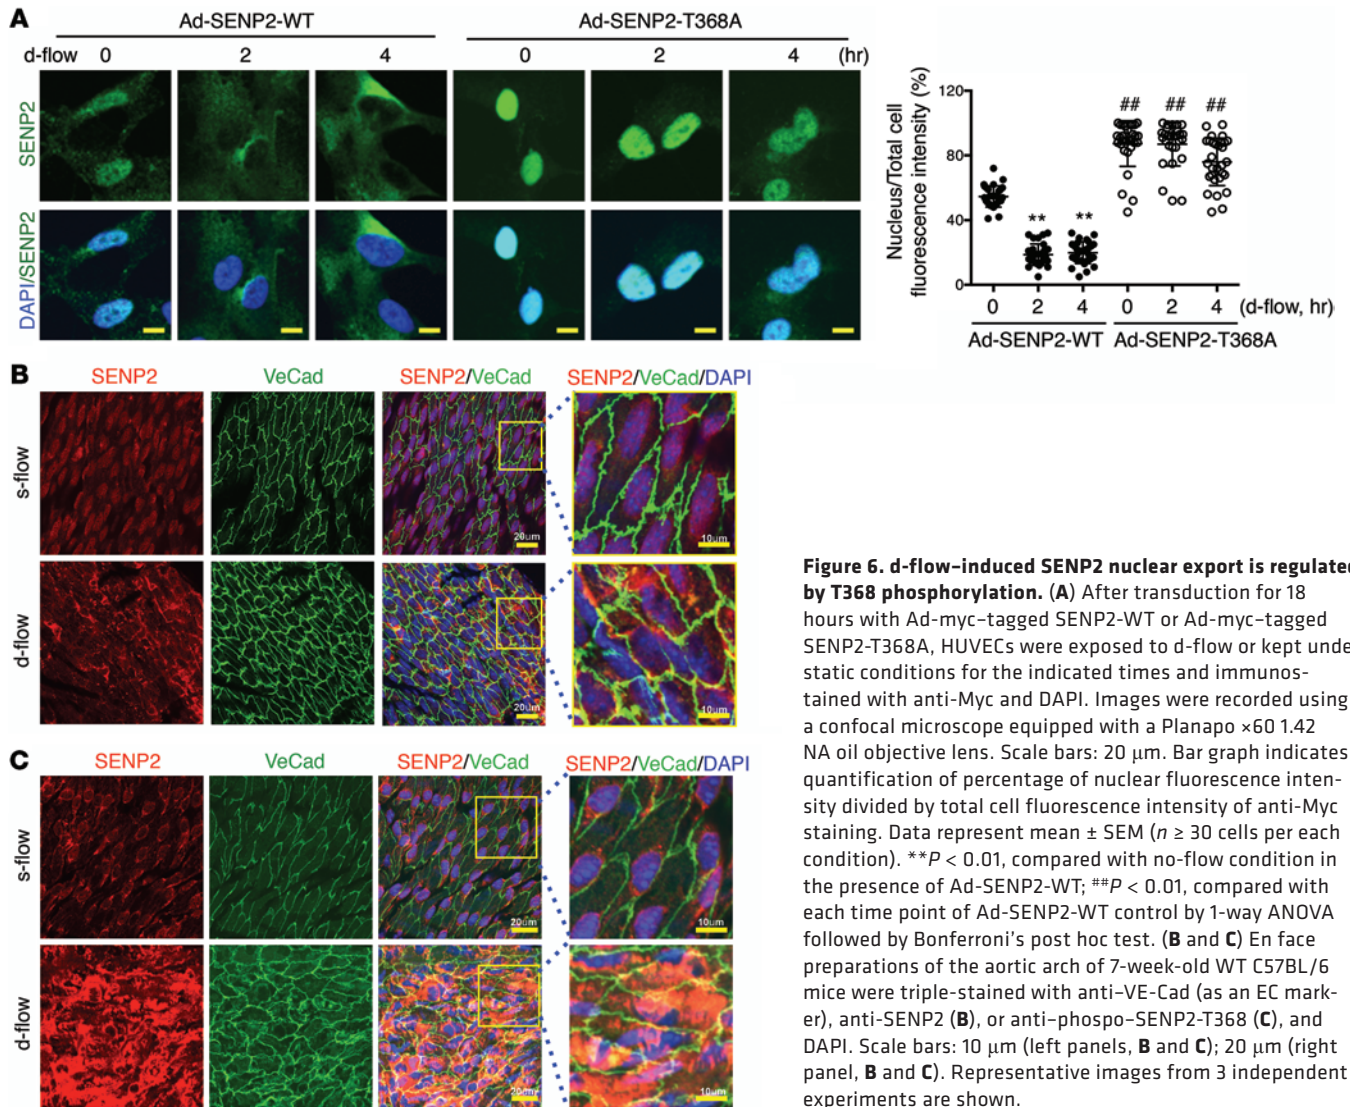 A
Ad-SENP2-WT
Ad-SENP2-T368A
d-flow 0 2 4 0 2 4 (hr)
SENP2
DAPI/SENP2
Nucleus/Total cell
fluorescence intensity (%)
120
80
40
0
**
**
##
##
##
0 2 4 0 2 4 (d-flow, hr)
Ad-SENP2-WT Ad-SENP2-T368A
B
SENP2 VeCad SENP2/VeCad SENP2/VeCad/DAPI
s-flow
20um
10um
d-flow
20um
10um
C
SENP2 VeCad SENP2/VeCad SENP2/VeCad/DAPI
s-flow
20um
10um
d-flow
20um
10um
Figure 6. d-flow–induced SENP2 nuclear export is regulated
by T368 phosphorylation. (A) After transduction for 18
hours with Ad-myc–tagged SENP2-WT or Ad-myc–tagged
SENP2-T368A, HUVECs were exposed to d-flow or kept unde
static conditions for the indicated times and immunos-
tained with anti-Myc and DAPI. Images were recorded using
a confocal microscope equipped with a Planapo ×60 1.42
NA oil objective lens. Scale bars: 20 μm. Bar graph indicates
quantification of percentage of nuclear fluorescence inten-
sity divided by total cell fluorescence intensity of anti-Myc
staining. Data represent mean ± SEM (n ≥ 30 cells per each
condition). **P < 0.01, compared with no-flow condition in
the presence of Ad-SENP2-WT; ##P < 0.01, compared with
each time point of Ad-SENP2-WT control by 1-way ANOVA
followed by Bonferroni's post hoc test. (B and C) En face
preparations of the aortic arch of 7-week-old WT C57BL/6
mice were triple-stained with anti–VE-Cad (as an EC mark-
er), anti-SENP2 (B), or anti–phospo–SENP2-T368 (C), and
DAPI. Scale bars: 10 μm (left panels, B and C); 20 μm (right
panel, B and C). Representative images from 3 independent
experiments are shown.